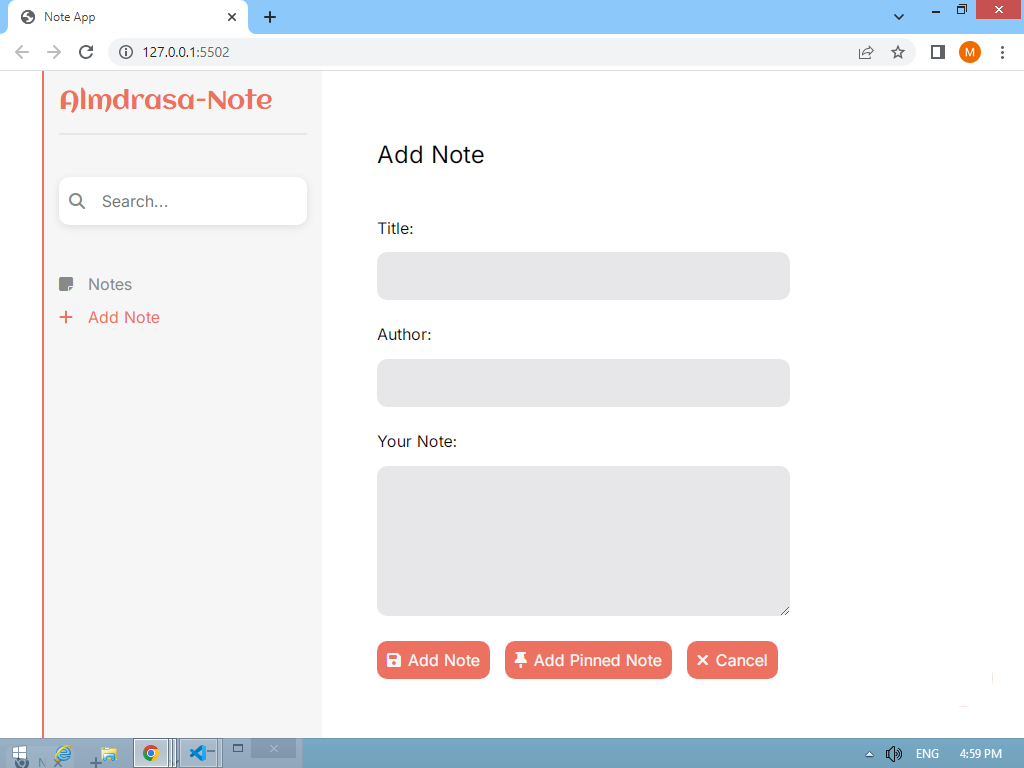 Note App
127.0.0.1:5502
M
Almdrasa-Note
Search...
Notes
Add Note
Add Note
Title:
Author:
Your Note:
Add Note
Add Pinned Note
Cancel
ENG
4:59 PM